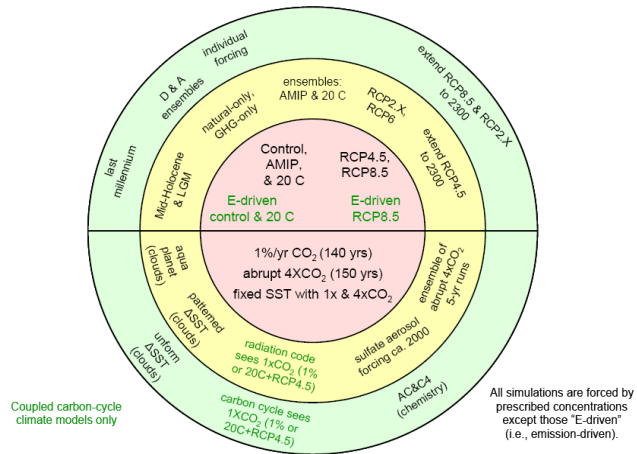 individual
forcing
D & A
ensembles
last
millennium
extend RCP8.5 & RCP2.X
to 2300
ensembles:
AMIP & 20 C
natural-only,
GHG-only
Mid-Holocene
& LGM
RCP2.X,
RCP6
extend RCP4.5
to 2300
Control,
AMIP,
& 20 C
RCP4.5,
RCP8.5
E-driven
control & 20 C
E-driven
RCP8.5
1%/yr CO₂ (140 yrs)
abrupt 4XCO₂ (150 yrs)
fixed SST with 1x & 4xCO₂
aqua
planet
(clouds)
patterned
ΔSST
(clouds)
unform
ΔSST
(clouds)
radiation code
sees 1xCO₂ (1%
or 20C+RCP4.5)
carbon cycle sees
1XCO₂ (1% or
20C+RCP4.5)
ensemble of
abrupt 4xCO₂
5-yr runs
sulfate aerosol
forcing ca. 2000
AC&C4
(chemistry)
Coupled carbon-cycle
climate models only
All simulations are forced by
prescribed concentrations
except those “E-driven”
(i.e., emission-driven).